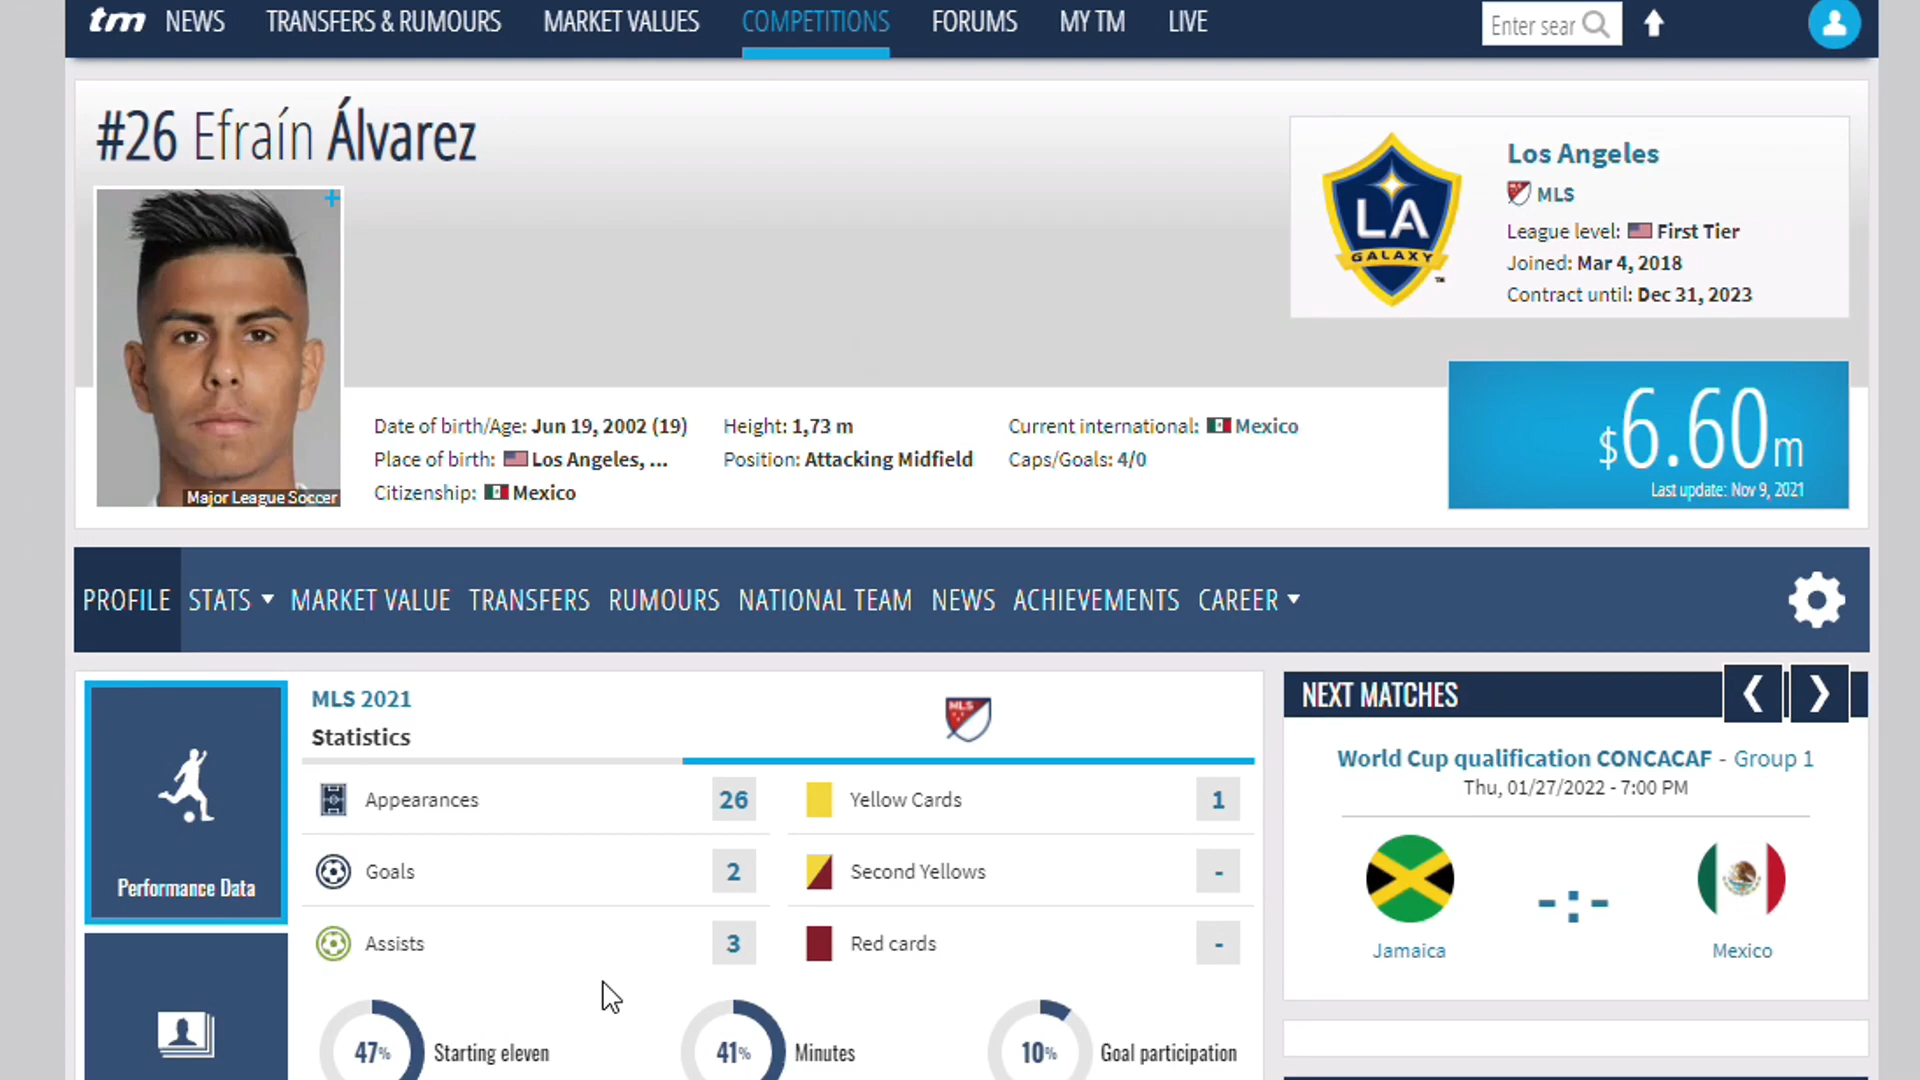 tm NEWS TRANSFERS & RUMOURS MARKET VALUES COMPETITIONS FORUMS MY TM LIVE Enter sear
#26 Efraín Álvarez
Major League Soccer
LA
GALAXY
TM
Los Angeles
MLS
League level: First Tier
Joined: Mar 4, 2018
Contract until: Dec 31, 2023
Date of birth/Age: Jun 19, 2002 (19)
Place of birth: Los Angeles, ...
Citizenship: Mexico
Height: 1,73 m
Position: Attacking Midfield
Current international: Mexico
Caps/Goals: 4/0
$6.60m
Last update: Nov 9, 2021
PROFILE STATS MARKET VALUE TRANSFERS RUMOURS NATIONAL TEAM NEWS ACHIEVEMENTS CAREER
Performance Data
MLS 2021
Statistics
MLS
Appearances 26
Goals 2
Assists 3
Yellow Cards 1
Second Yellows -
Red cards -
47% Starting eleven
41% Minutes
10% Goal participation
NEXT MATCHES
World Cup qualification CONCACAF - Group 1
Thu, 01/27/2022 - 7:00 PM
-:-
Jamaica Mexico